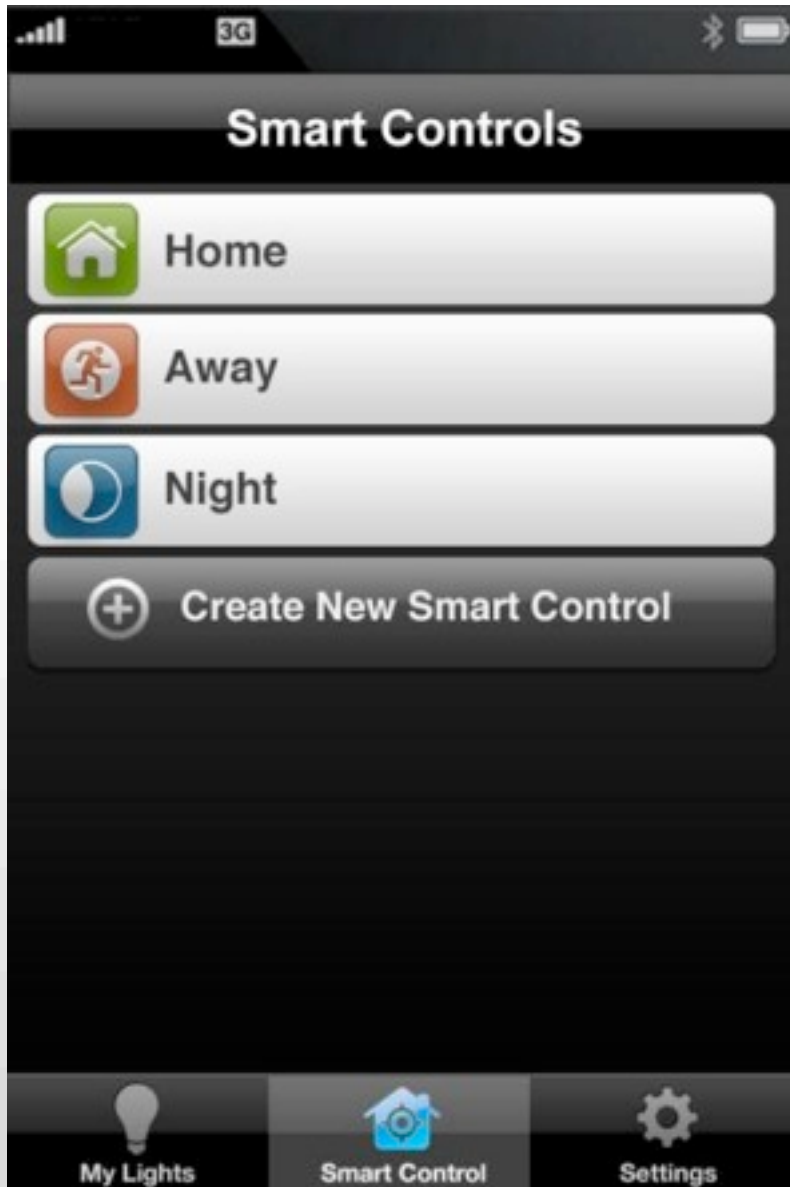 3G
Smart Controls
Home
Away
Night
Create New Smart Control
My Lights
Smart Control
Settings